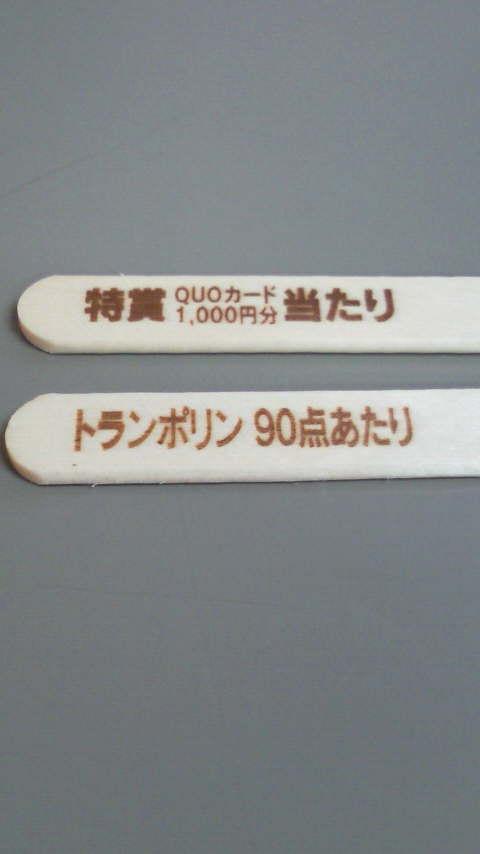 特賞 QUOカード 1,000円分 当たり
トランポリン 90点あたり